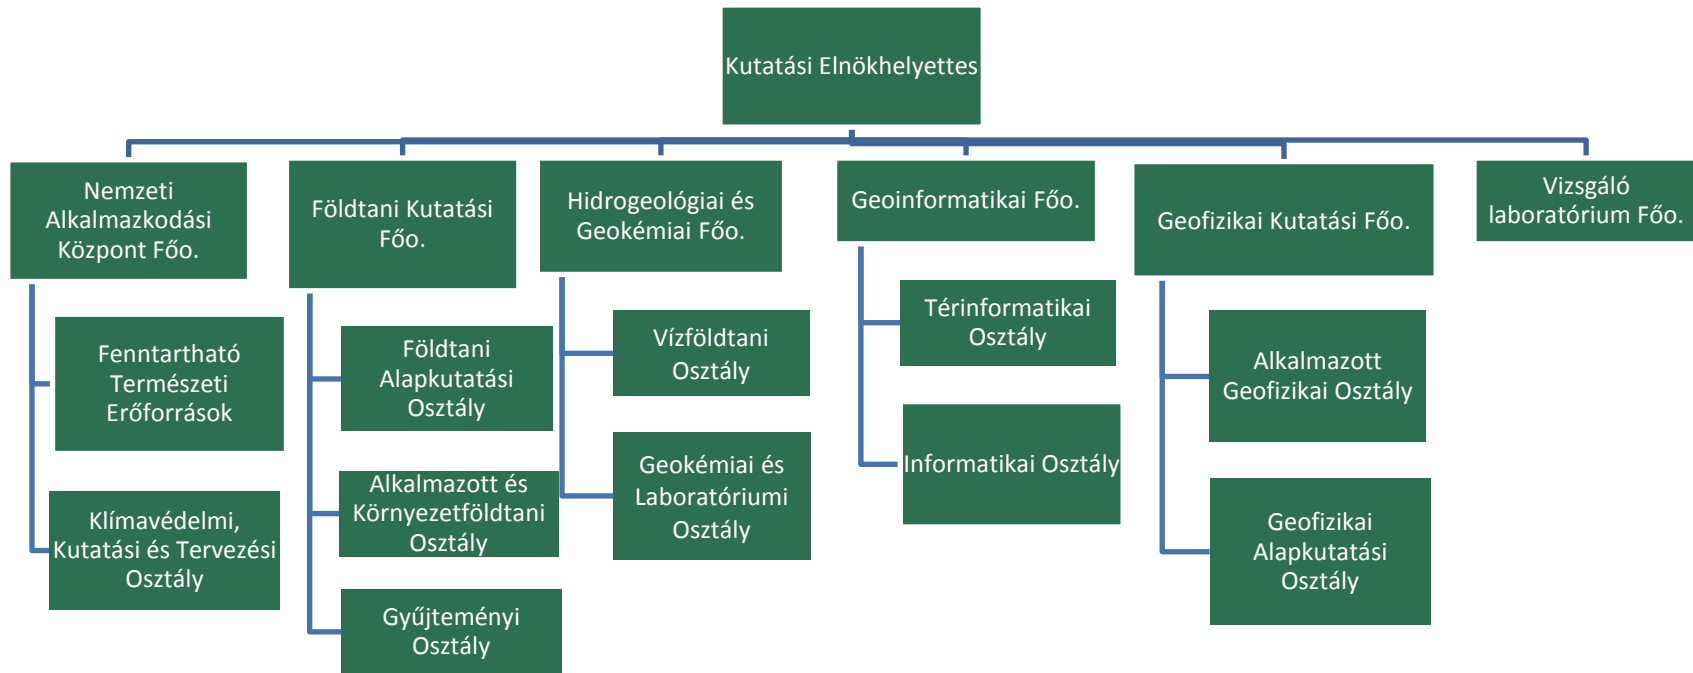 Kutatási Elnökhelyettes
Nemzeti
Alkalmazkodási
Központ Főo.
Földtani Kutatási
Főo.
Hidrogeológiai és
Geokémiai Főo.
Geoinformatikai Főo.
Geofizikai Kutatási Főo.
Vizsgáló
laboratórium Főo.
Fenntartható
Természeti
Erőforrások
Klímavédelmi,
Kutatási és Tervezési
Osztály
Földtani
Alapkutatási
Osztály
Alkalmazott és
Környezetföldtani
Osztály
Gyűjteményi
Osztály
Vízföldtani
Osztály
Geokémiai és
Laboratóriumi
Osztály
Térinformatikai
Osztály
Informatikai Osztály
Alkalmazott
Geofizikai Osztály
Geofizikai
Alapkutatási
Osztály